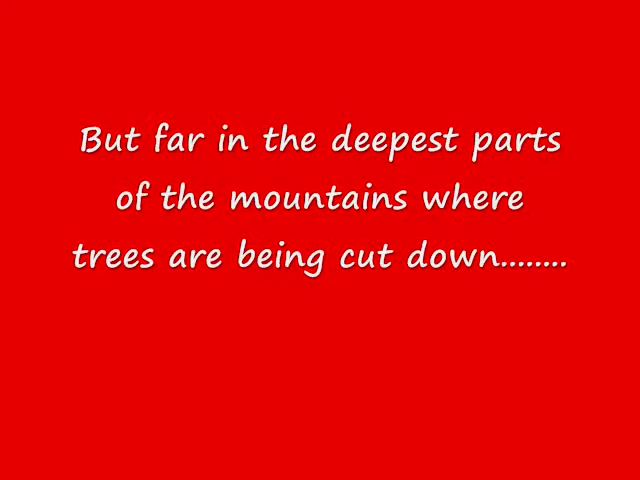 But far in the deepest parts
of the mountains where
trees are being cut down........